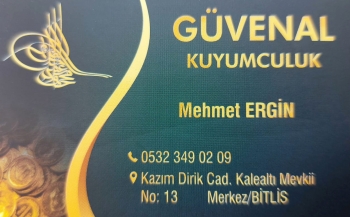 GÜVENAL
KUYUMCULUK
Mehmet ERGİN
0532 349 02 09
Kazım Dirik Cad. Kalealtı Mevkii
No: 13 Merkez/BİTLİS